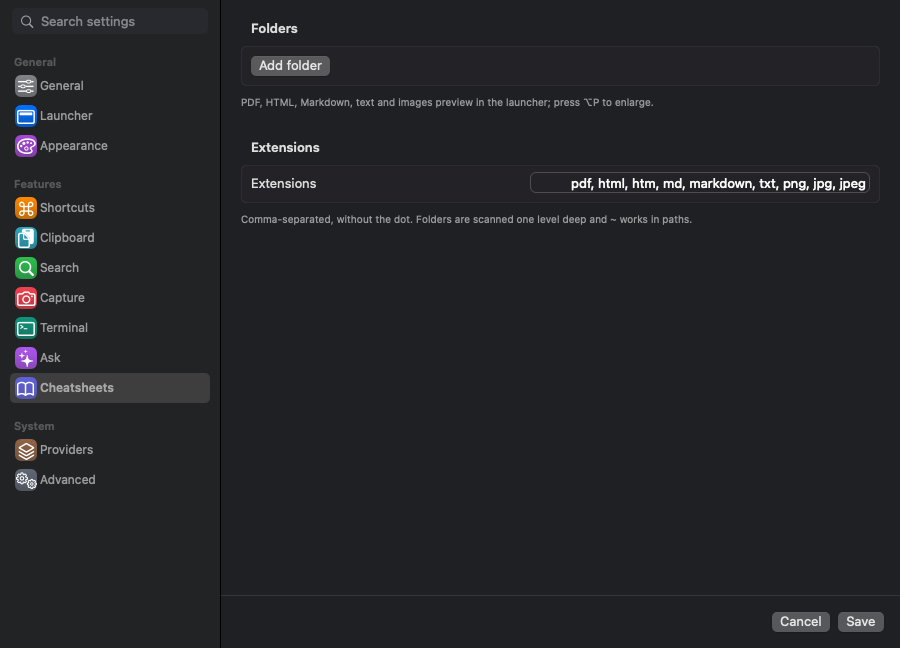 Search settings
General
General
Launcher
Appearance
Features
Shortcuts
Clipboard
Search
Capture
Terminal
Ask
Cheatsheets
System
Providers
Advanced
Folders
Add folder
PDF, HTML, Markdown, text and images preview in the launcher; press ⌥P to enlarge.
Extensions
Extensions pdf, html, htm, md, markdown, txt, png, jpg, jpeg
Comma-separated, without the dot. Folders are scanned one level deep and ~ works in paths.
Cancel Save